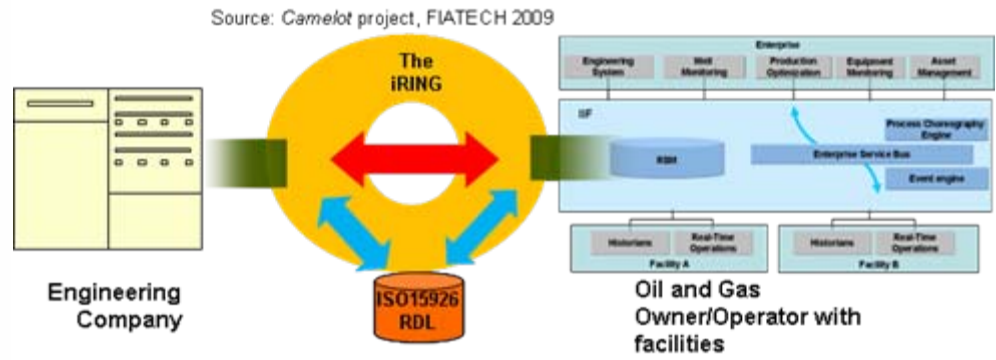 Source: Camelot project, FIATECH 2009
The
iRING
Enterprise
Engineering
System
Well
Monitoring
Production
Optimization
Equipment
Monitoring
Asset
Management
IIF
Process Choreography
Engine
RSM
Enterprise Service Bus
Event engine
Historians
Real-Time
Operations
Facility A
Historians
Real-Time
Operations
Facility B
ISO15926
RDL
Engineering
Company
Oil and Gas
Owner/Operator with
facilities